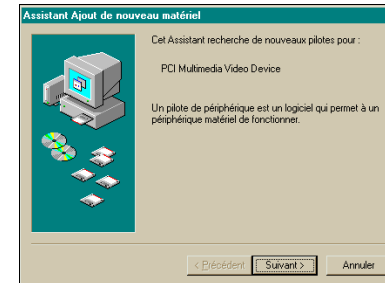 Assistant Ajout de nouveau matériel
Cet Assistant recherche de nouveaux pilotes pour :
PCI Multimedia Video Device
Un pilote de périphérique est un logiciel qui permet à un
périphérique matériel de fonctionner.
< Précédent
Suivant >
Annuler